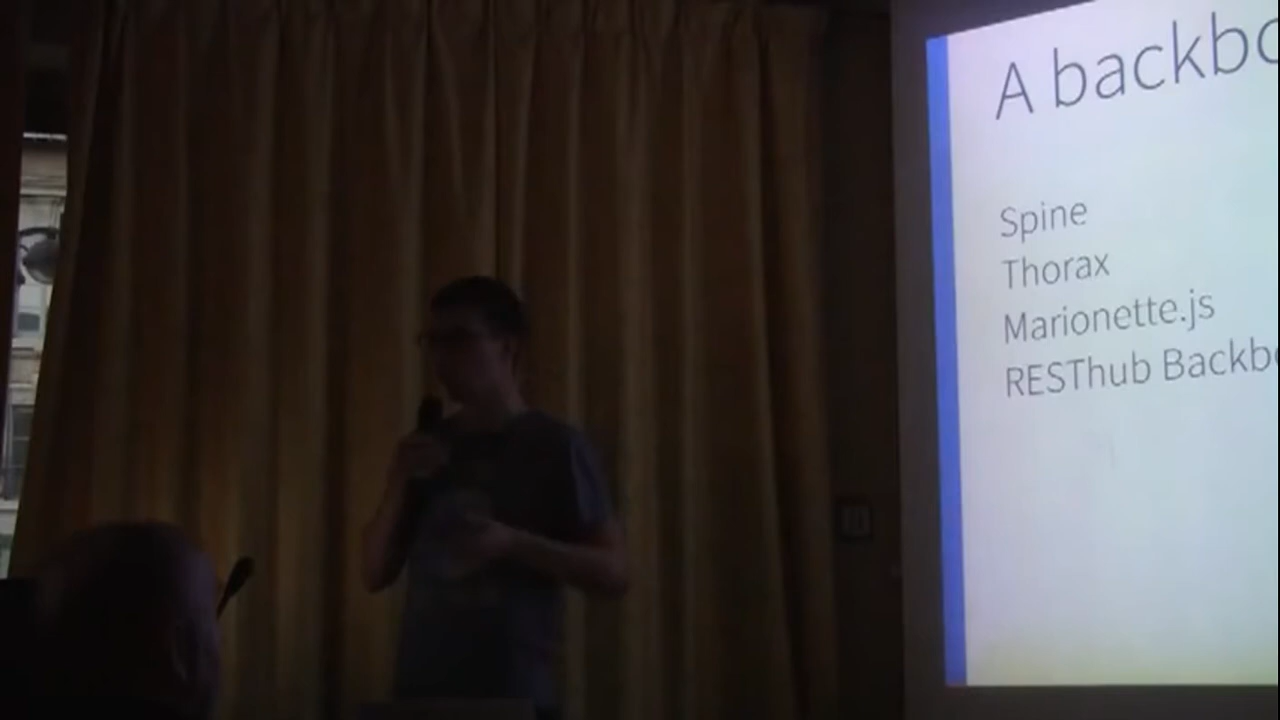 A backbo
Spine
Thorax
Marionette.js
RESThub Backbo